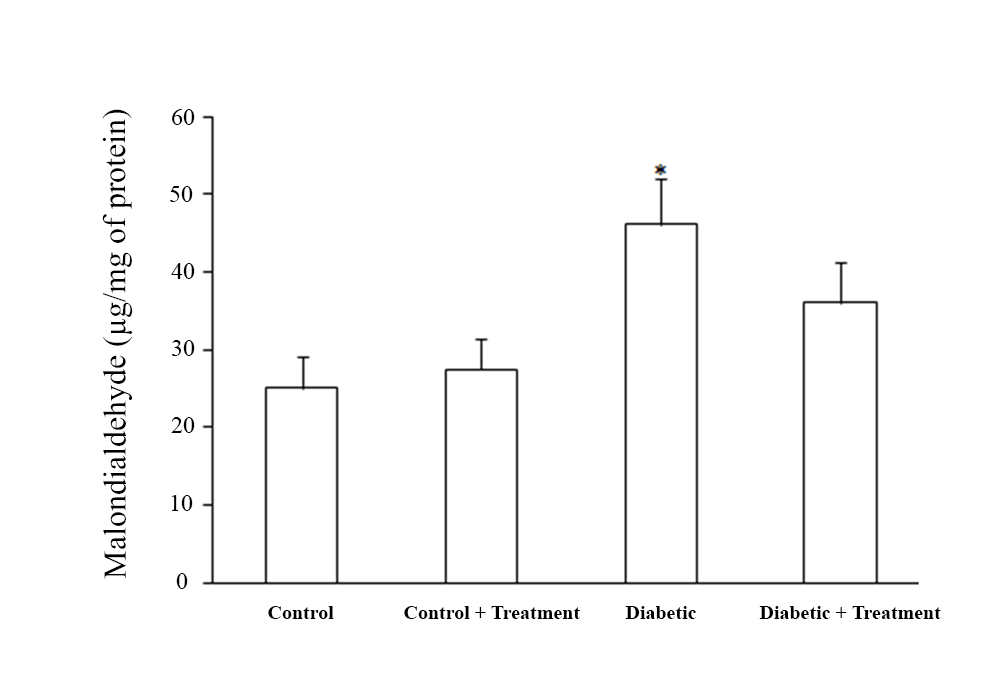 Malondialdehyde (µg/mg of protein)
60
50
40
30
20
10
0
*
Control
Control + Treatment
Diabetic
Diabetic + Treatment